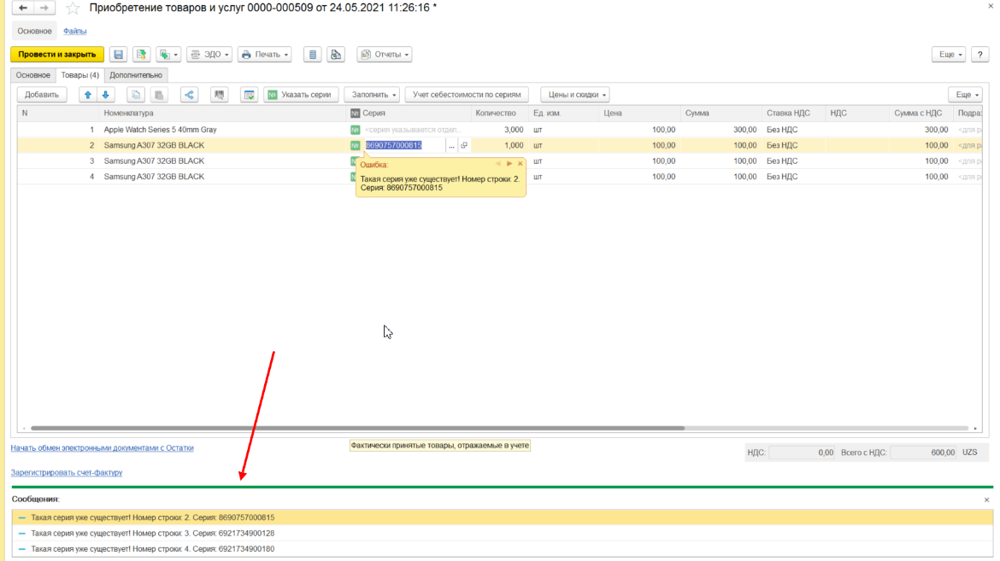 Приобретение товаров и услуг 0000-000509 от 24.05.2021 11:26:16 *
Основное Файлы
Провести и закрыть ЭДО Печать Отчеты Еще ?
Основное Товары (4) Дополнительно
Добавить № Указать серии Заполнить Учет себестоимости по сериям Цены и скидки Еще
N Номенклатура № Серия Количество Ед. изм. Цена Сумма Ставка НДС НДС Сумма с НДС Подраз
1 Apple Watch Series 5 40mm Gray № <серия указывается отдел... 3,000 шт 100,00 300,00 Без НДС 300,00 <для р
2 Samsung A307 32GB BLACK № 8690757000815 ... 1,000 шт 100,00 100,00 Без НДС 100,00 <для р
3 Samsung A307 32GB BLACK шт 100,00 100,00 Без НДС 100,00 <для р
4 Samsung A307 32GB BLACK шт 100,00 100,00 Без НДС 100,00 <для р
Ошибка:
Такая серия уже существует! Номер строки: 2.
Серия: 8690757000815
Начать обмен электронными документами с Остатки
Фактически принятые товары, отражаемые в учете
НДС: 0,00 Всего с НДС: 600,00 UZS
Зарегистрировать счет-фактуру
Сообщения:
Такая серия уже существует! Номер строки: 2. Серия: 8690757000815
Такая серия уже существует! Номер строки: 3. Серия: 6921734900128
Такая серия уже существует! Номер строки: 4. Серия: 6921734900180